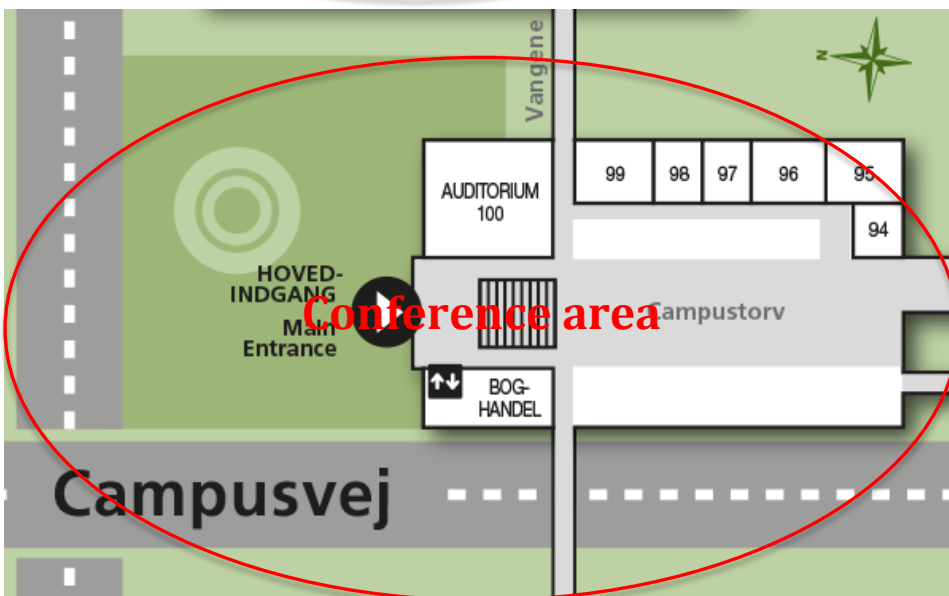 Vangene
N
AUDITORIUM
100
99
98
97
96
95
94
HOVED-
INDGANG
Main
Entrance
Conference area
Campustorv
BOG-
HANDEL
Campusvej